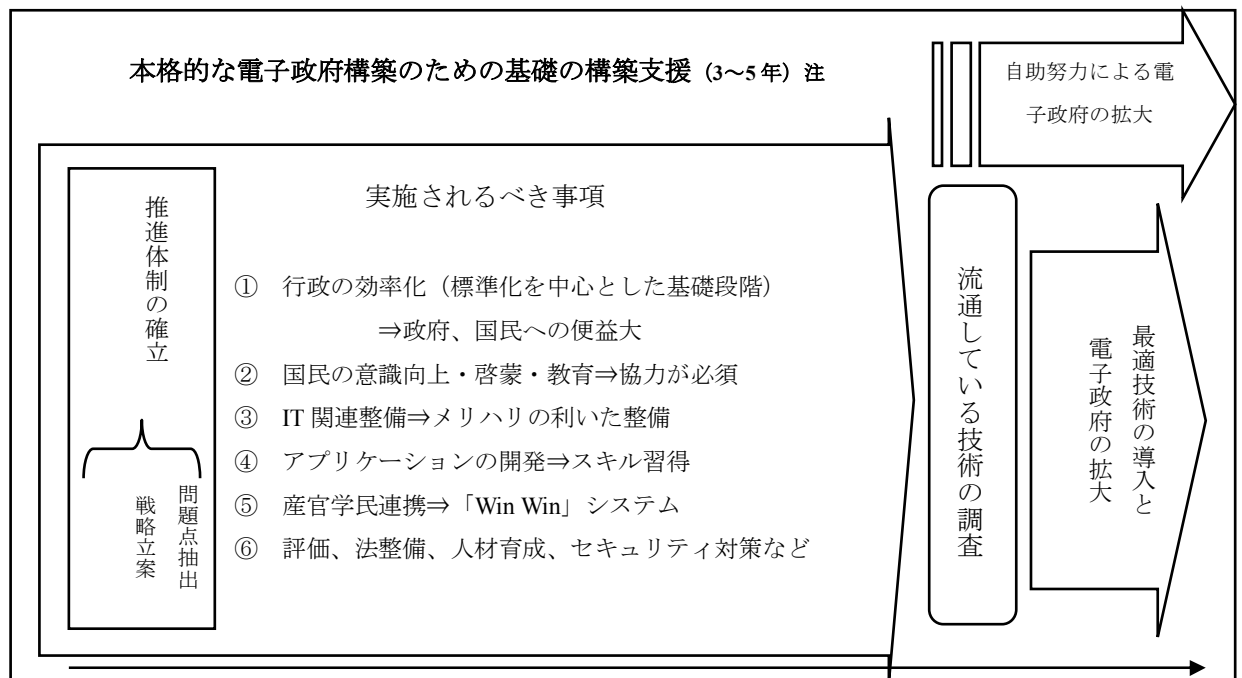 本格的な電子政府構築のための基礎の構築支援（3～5年）注
自助努力による電
子政府の拡大
推進体制の確立
問題点抽出
戦略立案
実施されるべき事項
① 行政の効率化（標準化を中心とした基礎段階）
⇒政府、国民への便益大
② 国民の意識向上・啓蒙・教育⇒協力が必須
③ IT 関連整備⇒メリハリの利いた整備
④ アプリケーションの開発⇒スキル習得
⑤ 産官学民連携⇒「Win Win」システム
⑥ 評価、法整備、人材育成、セキュリティ対策など
流通している技術の調査
最適技術の導入と
電子政府の拡大